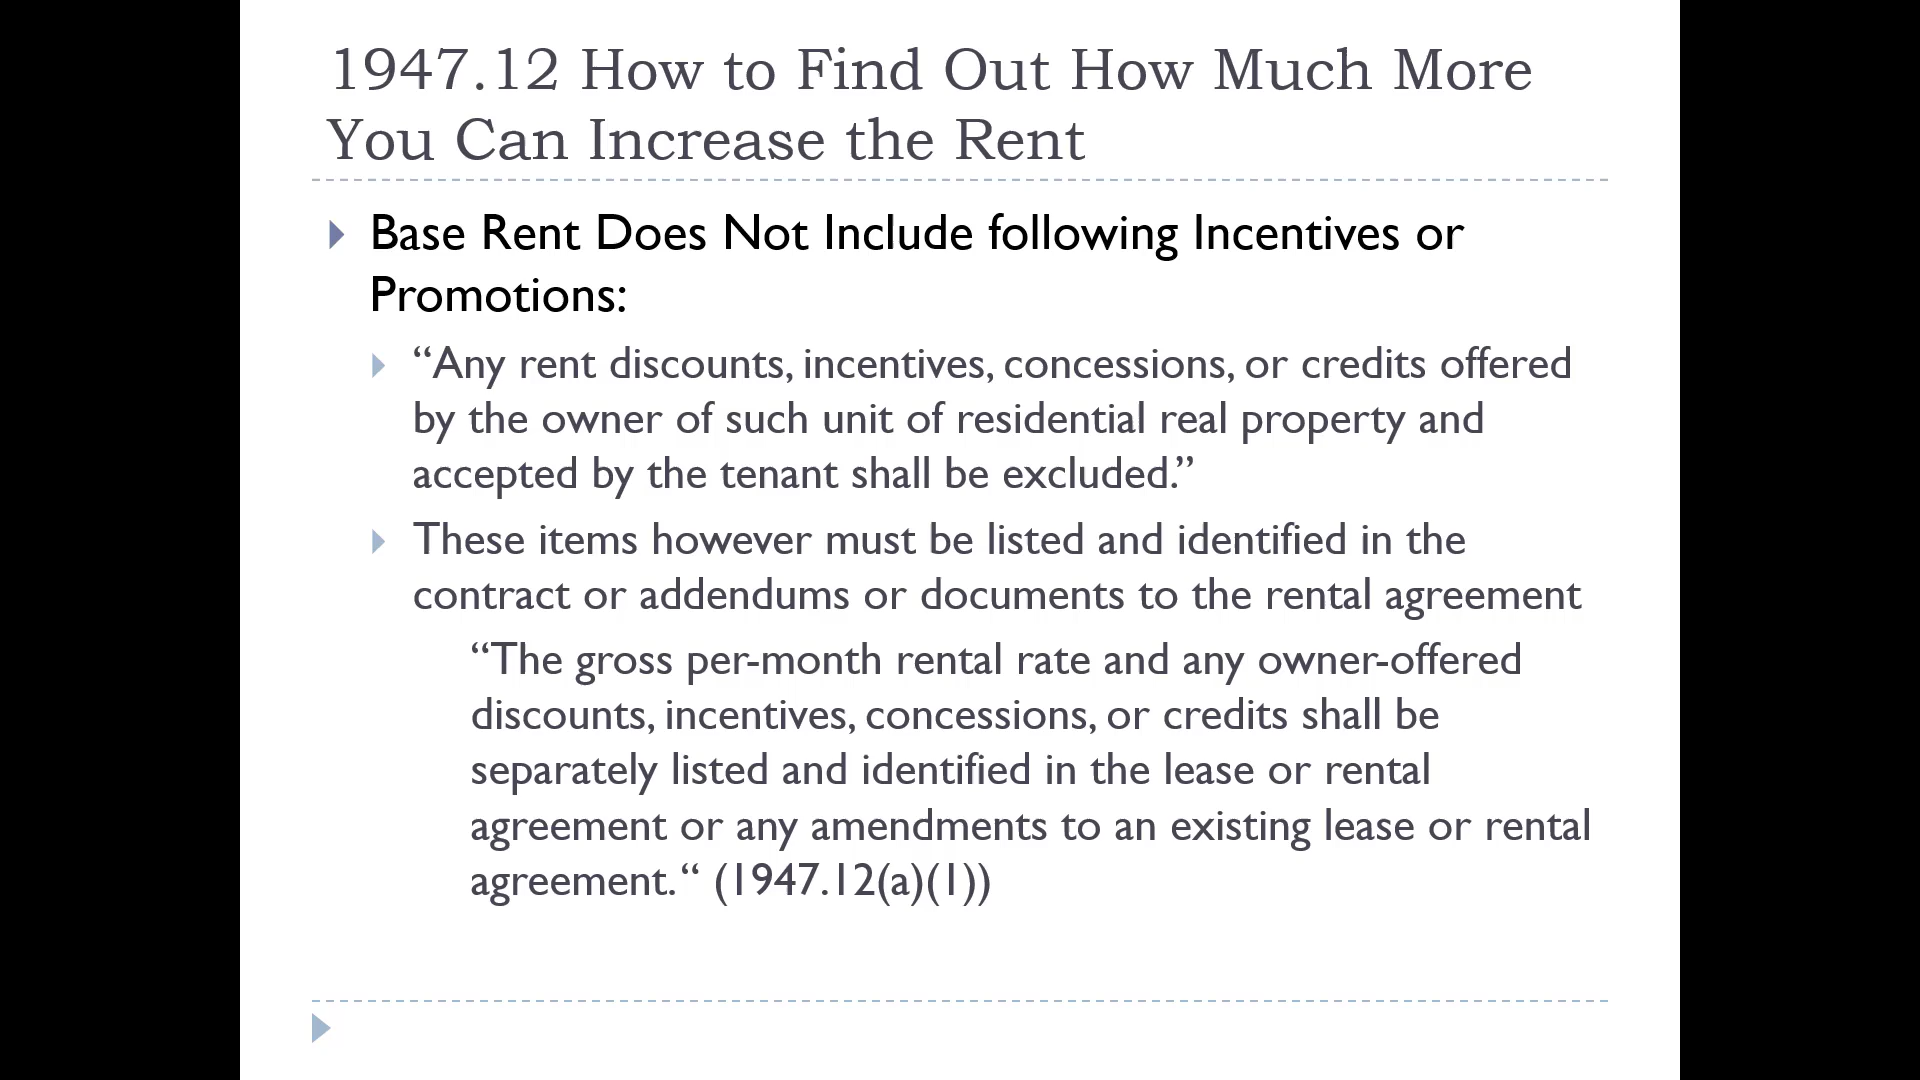 1947.12 How to Find Out How Much More
You Can Increase the Rent
Base Rent Does Not Include following Incentives or
Promotions:
“Any rent discounts, incentives, concessions, or credits offered
by the owner of such unit of residential real property and
accepted by the tenant shall be excluded.”
These items however must be listed and identified in the
contract or addendums or documents to the rental agreement
“The gross per-month rental rate and any owner-offered
discounts, incentives, concessions, or credits shall be
separately listed and identified in the lease or rental
agreement or any amendments to an existing lease or rental
agreement.“ (1947.12(a)(1))